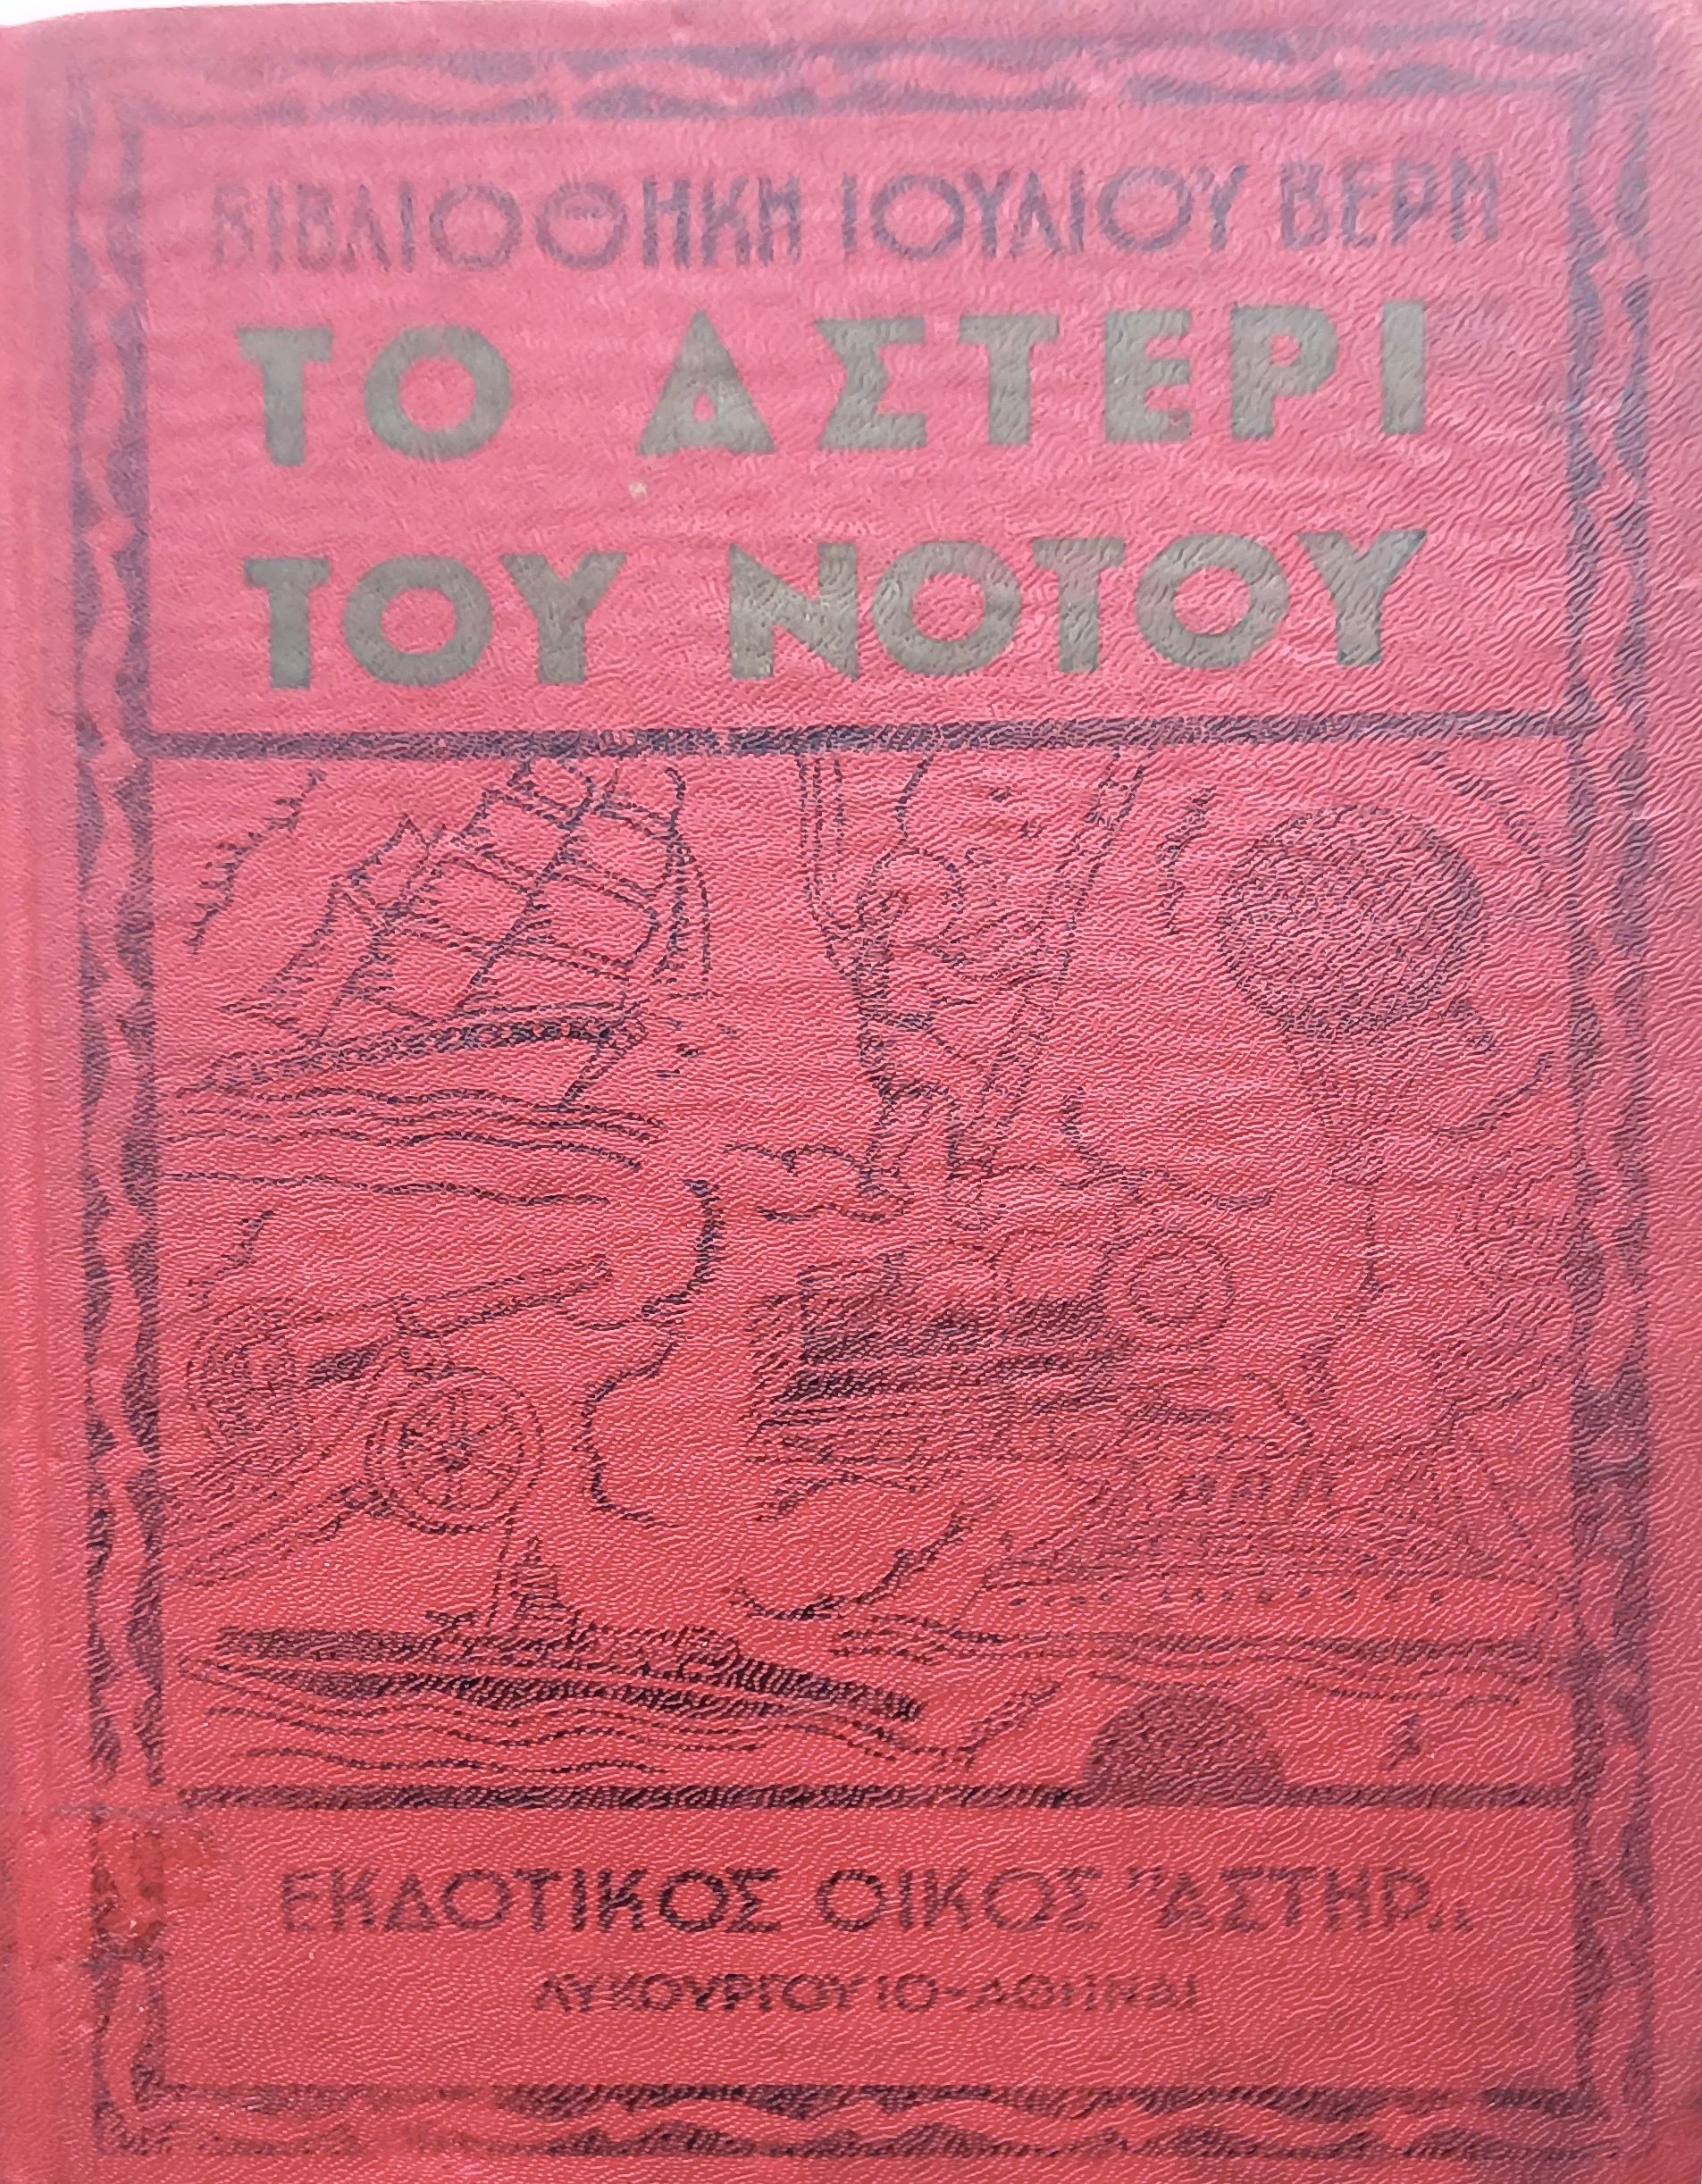 ΒΙΒΛΙΟΘΗΚΗ ΙΟΥΛΙΟΥ ΒΕΡΝ
ΤΟ ΑΣΤΕΡΙ
ΤΟΥ ΝΟΤΟΥ
ΕΚΔΟΤΙΚΟΣ ΟΙΚΟΣ "ΑΣΤΗΡ„
ΛΥΚΟΥΡΓΟΥ 10-ΑΘΗΝΑΙ